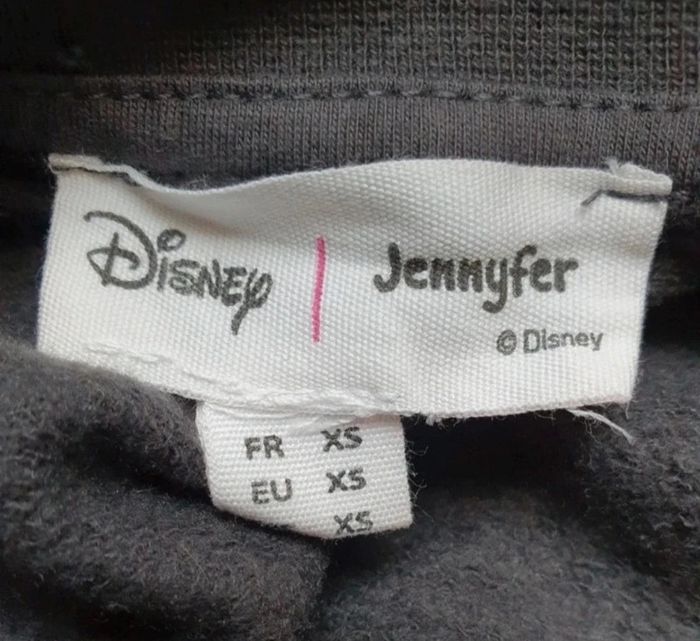 Disney | Jennyfer
© Disney
FR XS
EU XS
XS